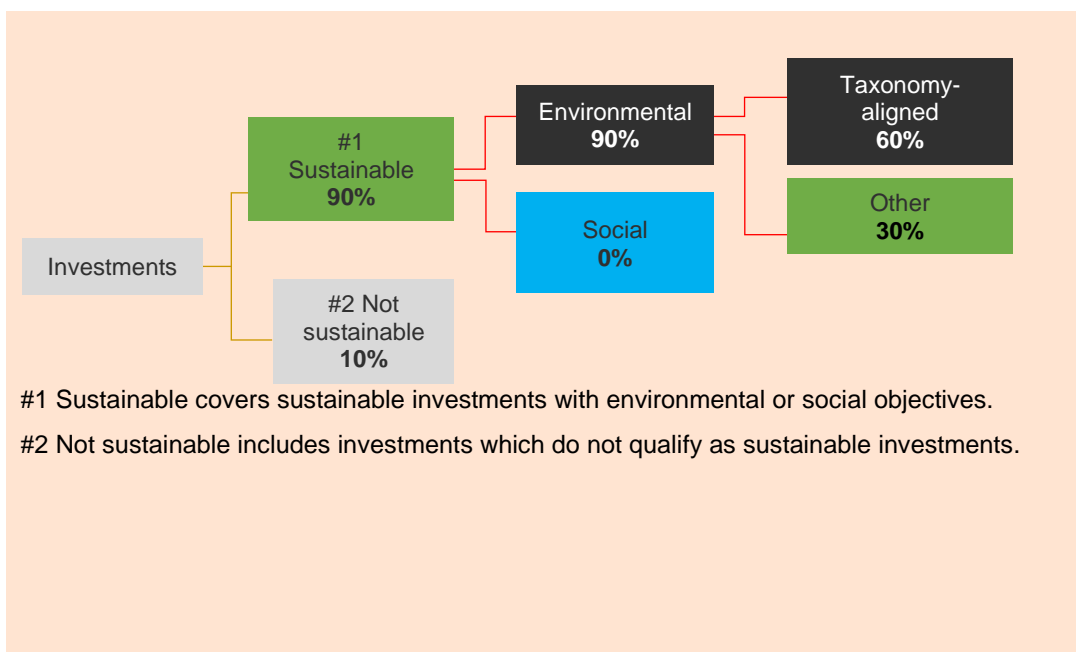 Investments
#1
Sustainable
90%
#2 Not
sustainable
10%
Environmental
90%
Social
0%
Taxonomy-
aligned
60%
Other
30%
#1 Sustainable covers sustainable investments with environmental or social objectives.
#2 Not sustainable includes investments which do not qualify as sustainable investments.